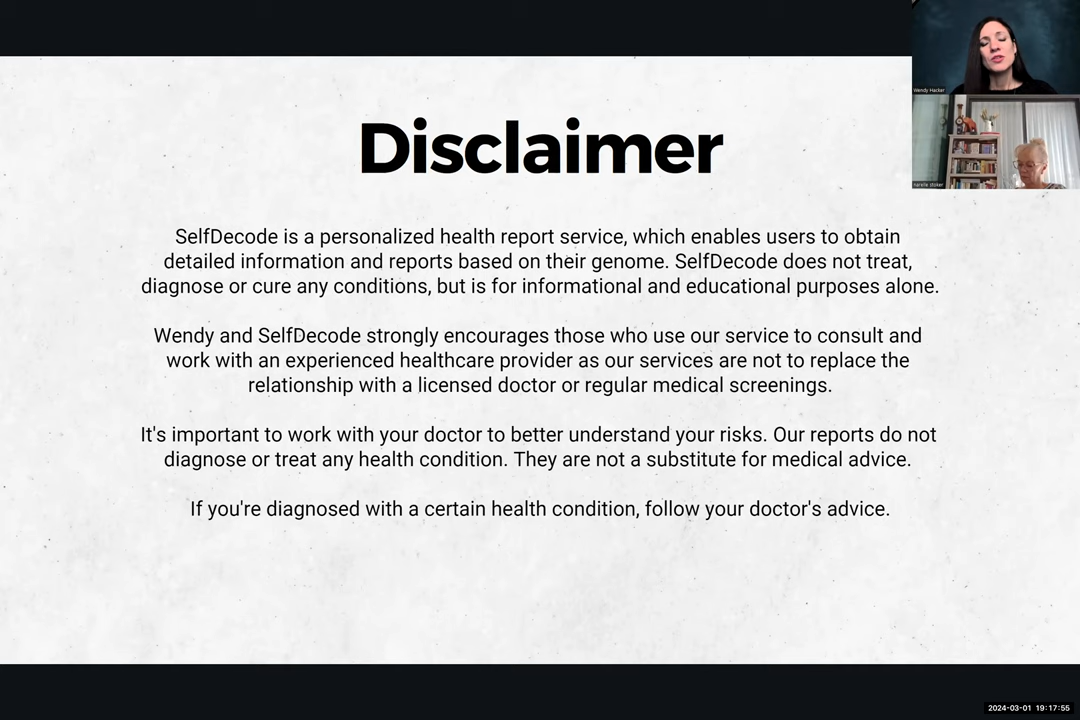 Disclaimer
SelfDecode is a personalized health report service, which enables users to obtain
detailed information and reports based on their genome. SelfDecode does not treat,
diagnose or cure any conditions, but is for informational and educational purposes alone.
Wendy and SelfDecode strongly encourages those who use our service to consult and
work with an experienced healthcare provider as our services are not to replace the
relationship with a licensed doctor or regular medical screenings.
It's important to work with your doctor to better understand your risks. Our reports do not
diagnose or treat any health condition. They are not a substitute for medical advice.
If you're diagnosed with a certain health condition, follow your doctor's advice.
Wendy Hacker
2024-03-01 19:17:55